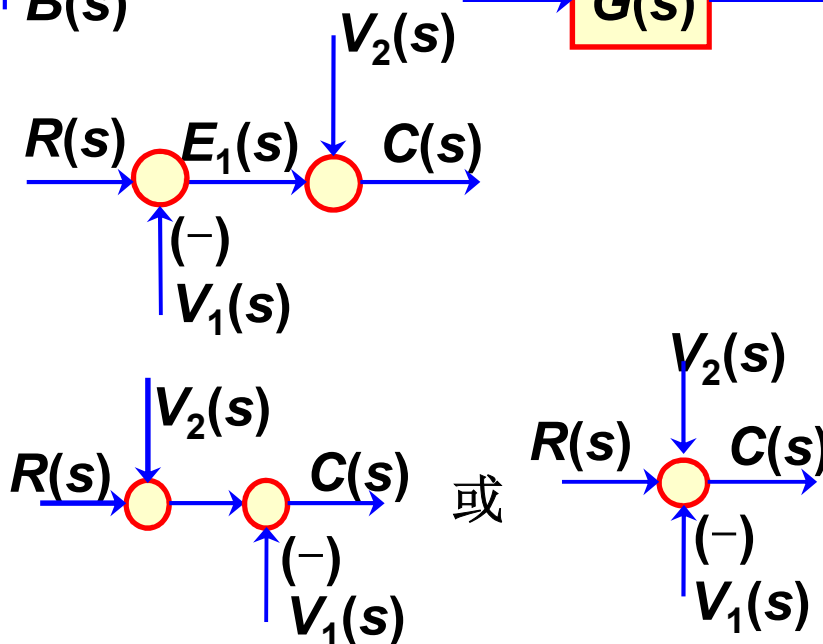 B(s) G(s)
V₂(s)
R(s) E₁(s) C(s)
(−)
V₁(s)
V₂(s)
V₂(s)
R(s) C(s) 或 R(s) C(s)
(−) (−)
V₁(s) V₁(s)